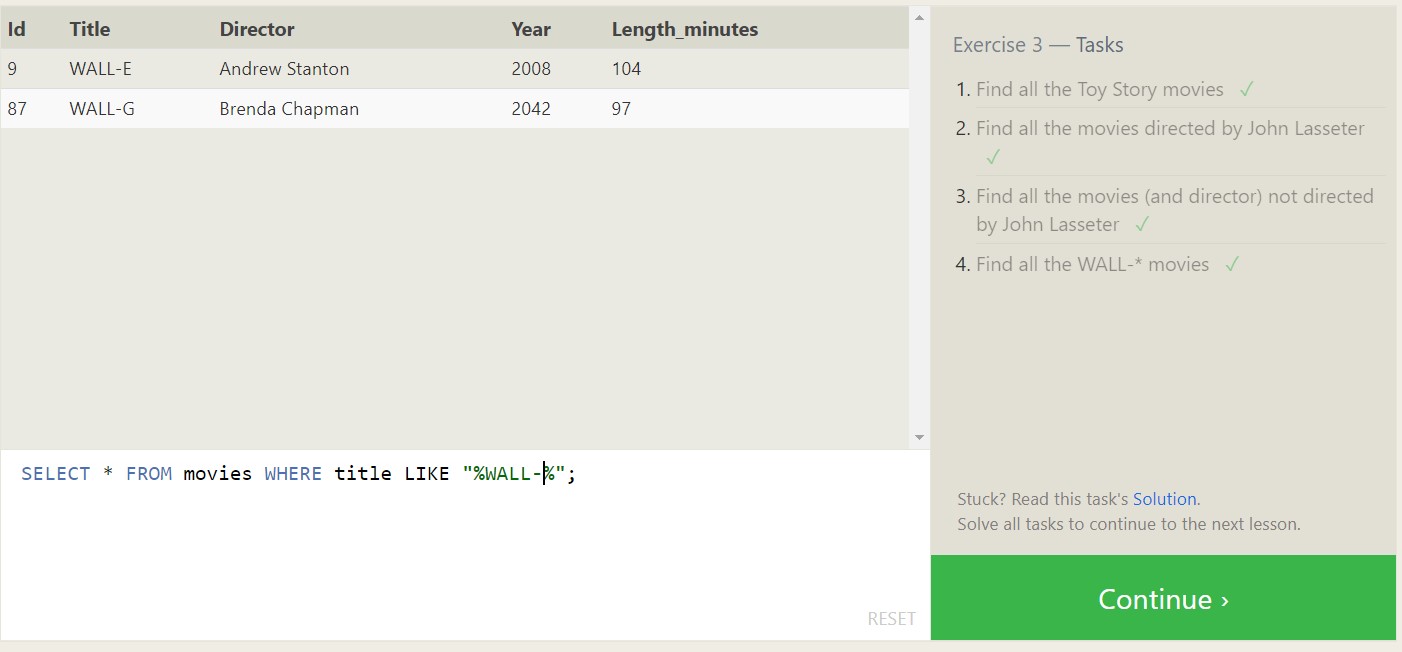 Id Title Director Year Length_minutes
9 WALL-E Andrew Stanton 2008 104
87 WALL-G Brenda Chapman 2042 97
SELECT * FROM movies WHERE title LIKE "%WALL-%";
RESET
Exercise 3 — Tasks
1. Find all the Toy Story movies ✓
2. Find all the movies directed by John Lasseter
✓
3. Find all the movies (and director) not directed
by John Lasseter ✓
4. Find all the WALL-* movies ✓
Stuck? Read this task's Solution.
Solve all tasks to continue to the next lesson.
Continue ›